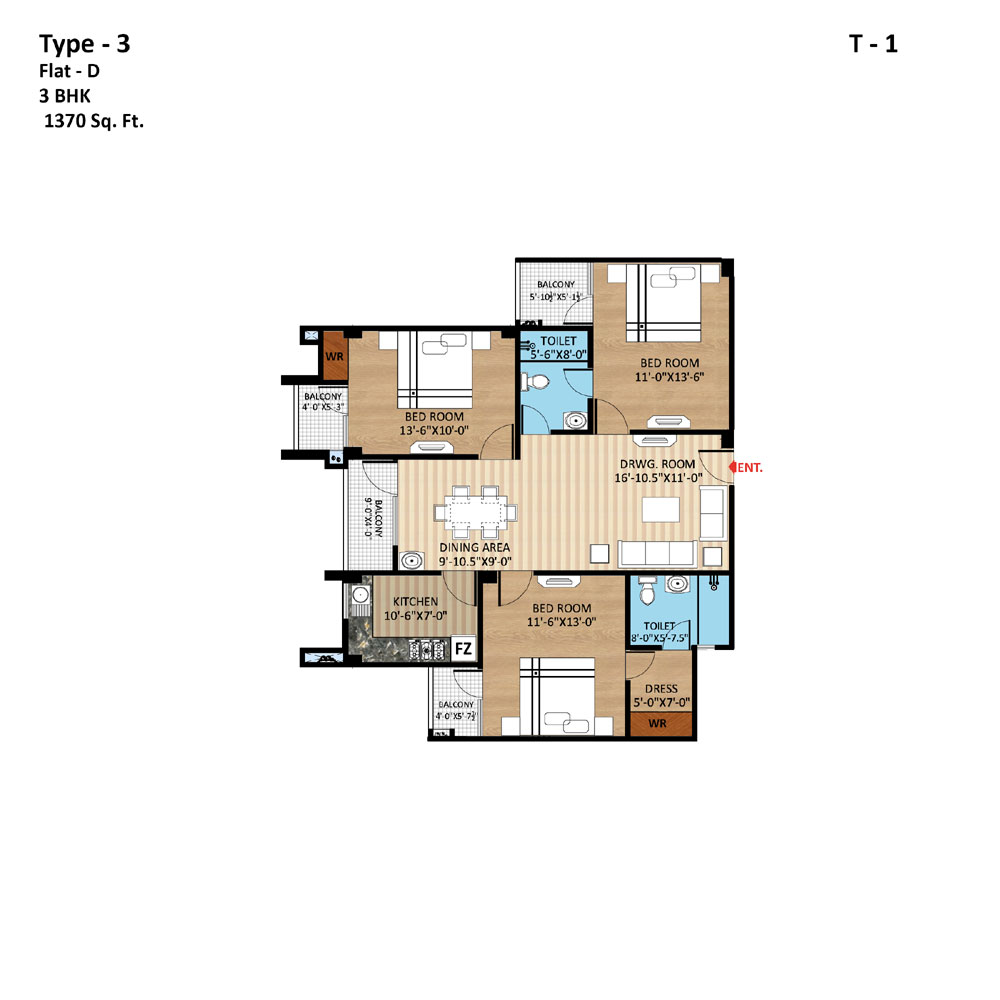 Type - 3
T - 1
Flat - D
3 BHK
1370 Sq. Ft.
BALCONY
5'-10½"X5'-1½"
TOILET
5'-6"X8'-0"
WR
BED ROOM
11'-0"X13'-6"
BALCONY
4'-0"X5'-3"
BED ROOM
13'-6"X10'-0"
DRWG. ROOM
16'-10.5"X11'-0"
ENT.
BALCONY
9'-0"X4'-0"
DINING AREA
9'-10.5"X9'-0"
KITCHEN
10'-6"X7'-0"
FZ
BED ROOM
11'-6"X13'-0"
TOILET
8'-0"X5'-7.5"
DRESS
5'-0"X7'-0"
WR
BALCONY
4'-0"X5'-7½"